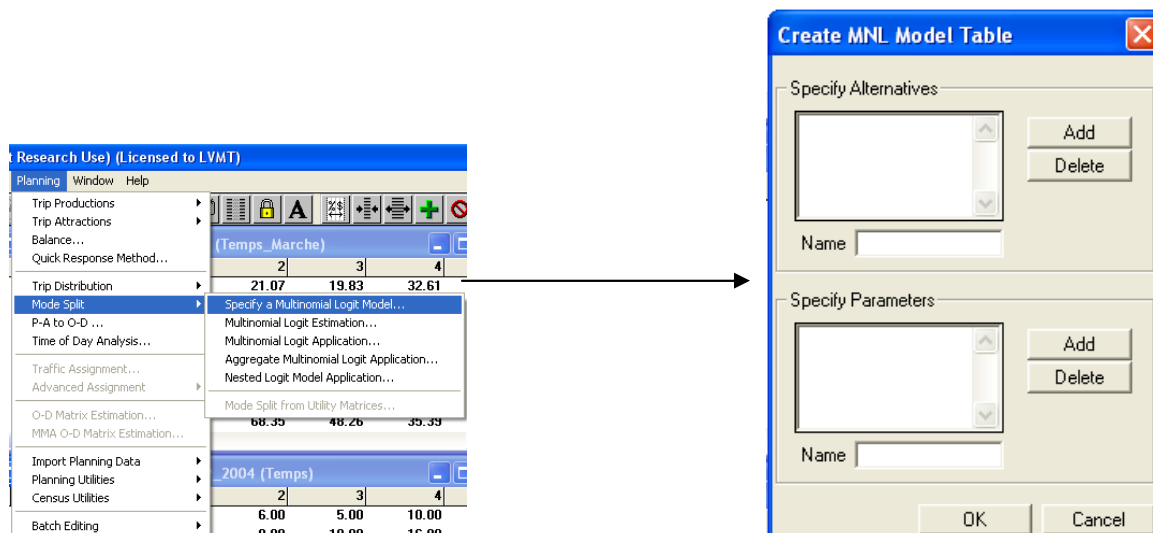 t Research Use) (Licensed to LVMT)
Planning Window Help
Trip Productions
Trip Attractions
Balance...
Quick Response Method...
Trip Distribution
Mode Split
P-A to O-D ...
Time of Day Analysis...
Traffic Assignment...
Advanced Assignment
O-D Matrix Estimation...
MMA O-D Matrix Estimation...
Import Planning Data
Planning Utilities
Census Utilities
Batch Editing
A
(Temps_Marche)
2 3 4
21.07 19.83 32.61
Specify a Multinomial Logit Model...
Multinomial Logit Estimation...
Multinomial Logit Application...
Aggregate Multinomial Logit Application...
Nested Logit Model Application...
Mode Split from Utility Matrices...
68.35 48.26 35.39
_2004 (Temps)
2 3 4
6.00 5.00 10.00
Create MNL Model Table
Specify Alternatives
Add
Delete
Name
Specify Parameters
Add
Delete
Name
OK Cancel